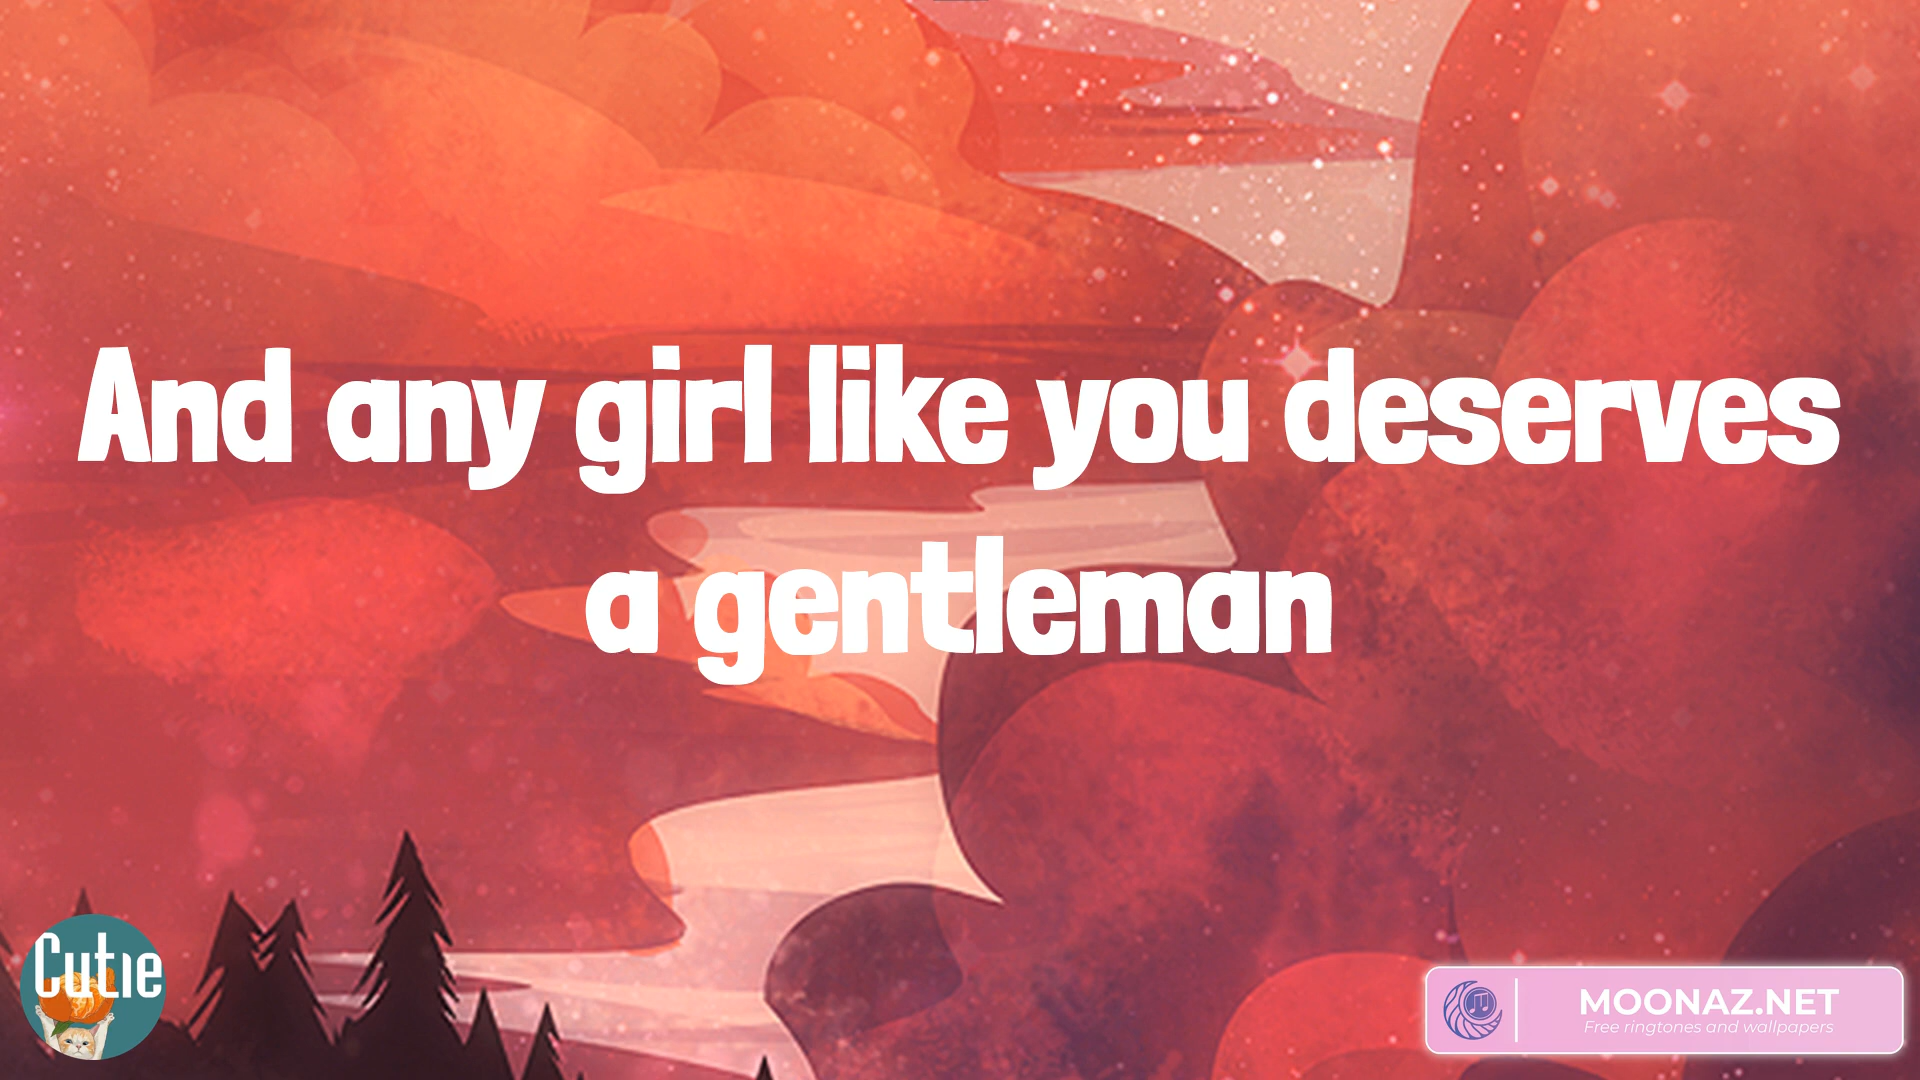 And any girl like you deserves
a gentleman
Cutie
MOONAZ.NET
Free ringtones and wallpapers